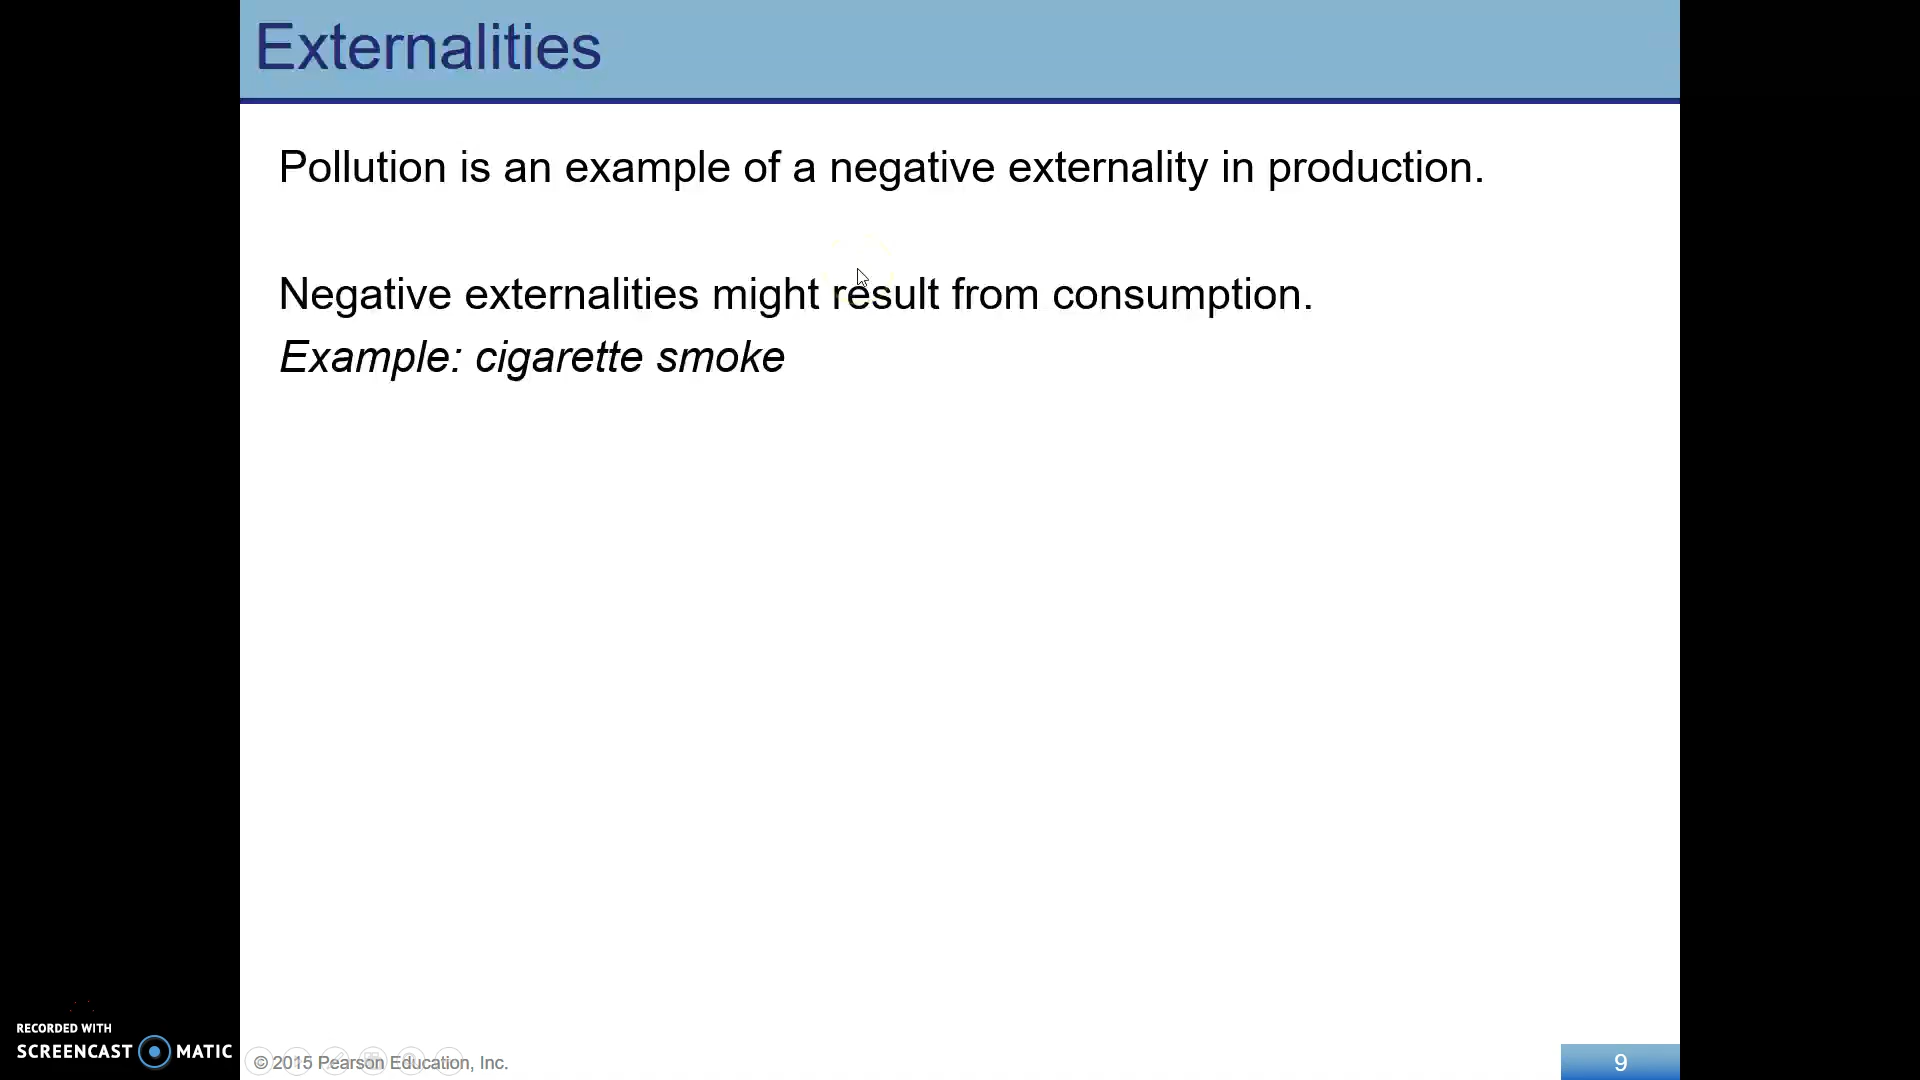 Externalities
Pollution is an example of a negative externality in production.
Negative externalities might result from consumption.
Example: cigarette smoke
RECORDED WITH
SCREENCAST MATIC
© 2015 Pearson Education, Inc.
9